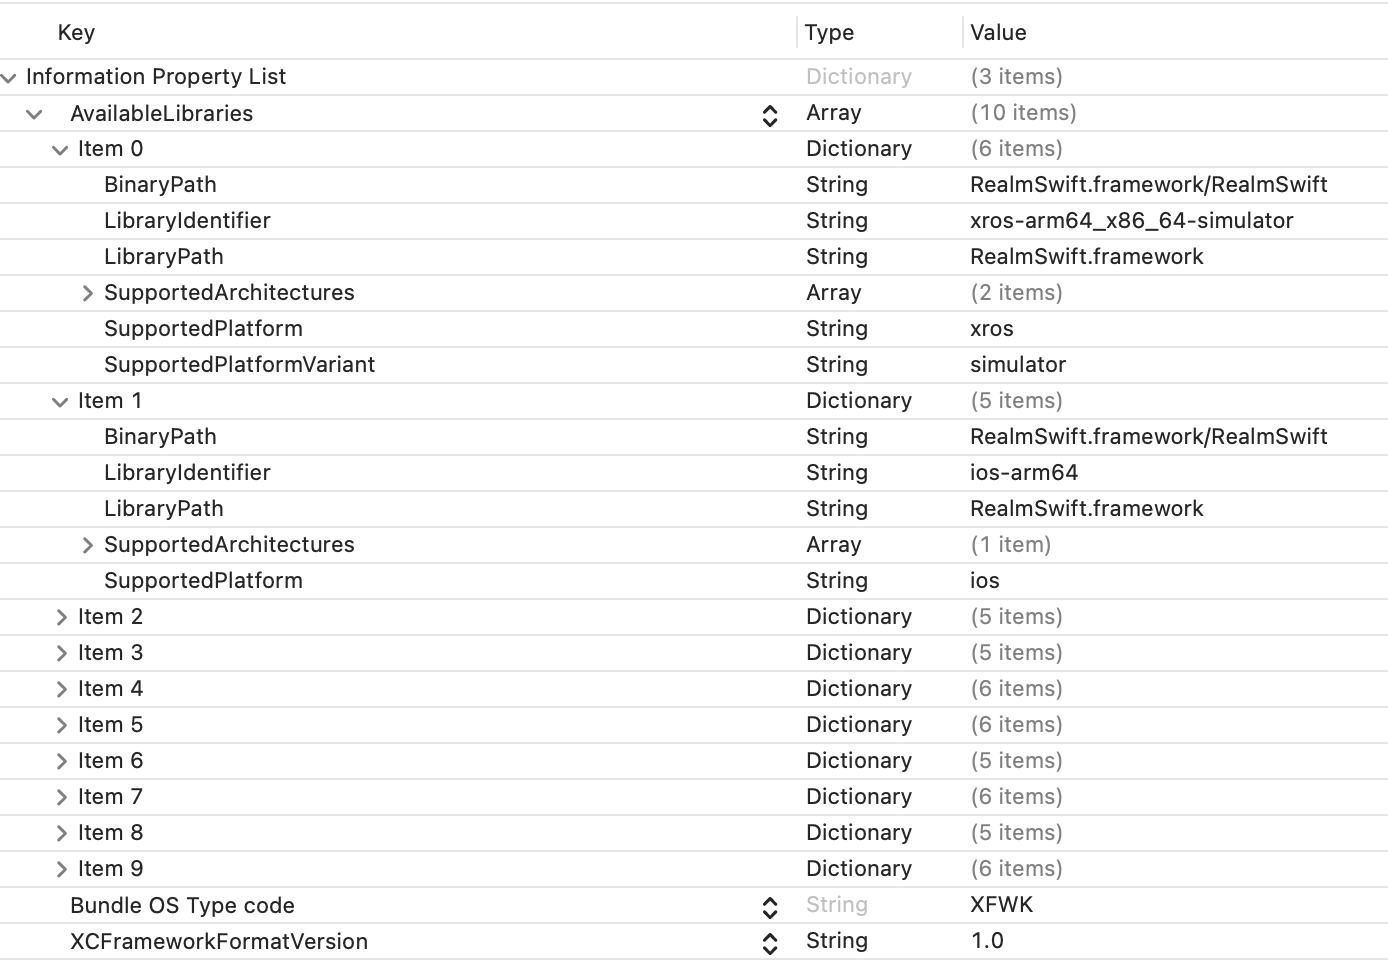 Key Type Value
Information Property List Dictionary (3 items)
AvailableLibraries Array (10 items)
Item 0 Dictionary (6 items)
BinaryPath String RealmSwift.framework/RealmSwift
LibraryIdentifier String xros-arm64_x86_64-simulator
LibraryPath String RealmSwift.framework
SupportedArchitectures Array (2 items)
SupportedPlatform String xros
SupportedPlatformVariant String simulator
Item 1 Dictionary (5 items)
BinaryPath String RealmSwift.framework/RealmSwift
LibraryIdentifier String ios-arm64
LibraryPath String RealmSwift.framework
SupportedArchitectures Array (1 item)
SupportedPlatform String ios
Item 2 Dictionary (5 items)
Item 3 Dictionary (5 items)
Item 4 Dictionary (6 items)
Item 5 Dictionary (6 items)
Item 6 Dictionary (5 items)
Item 7 Dictionary (6 items)
Item 8 Dictionary (5 items)
Item 9 Dictionary (6 items)
Bundle OS Type code String XFWK
XCFrameworkFormatVersion String 1.0